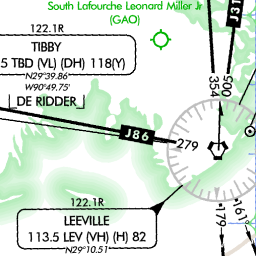 South Lafourche Leonard Miller Jr
(GAO)
122.1R
TIBBY
5 TBD (VL) (DH) 118(Y)
N29°39.86
W90°49.75'
DE RIDDER
J31
354
500
J86
279
122.1R
LEEVILLE
113.5 LEV (VH) (H) 82
N29°10.51
179
161°